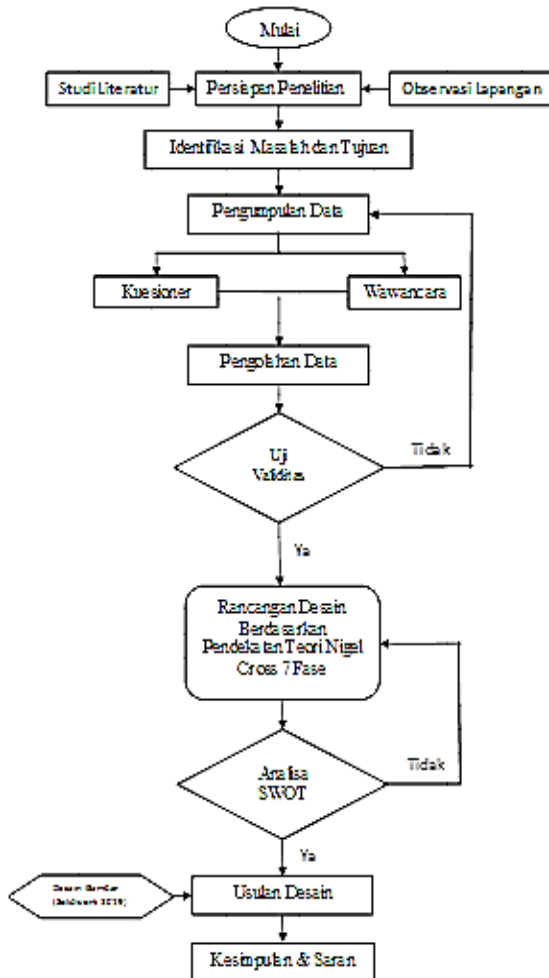 Mulai
Studi Literatur
Persiapan Penelitian
Observasi Lapangan
Identifikasi Masalah dan Tujuan
Pengumpulan Data
Kuesioner
Wawancara
Pengolahan Data
Uji
Validitas
Tidak
Ya
Rancangan Desain
Berdasarkan
Pendekatan Teori Nigel
Cross 7 Fase
Analisa
SWOT
Tidak
Ya
Usulan Desain
Kesimpulan & Saran